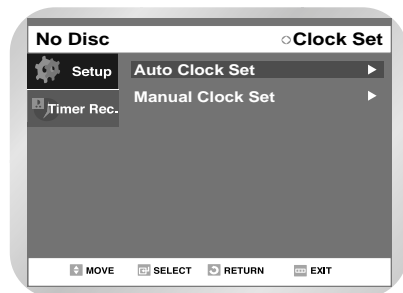 No Disc Clock Set
Setup Auto Clock Set
Manual Clock Set
Timer Rec.
MOVE SELECT RETURN EXIT